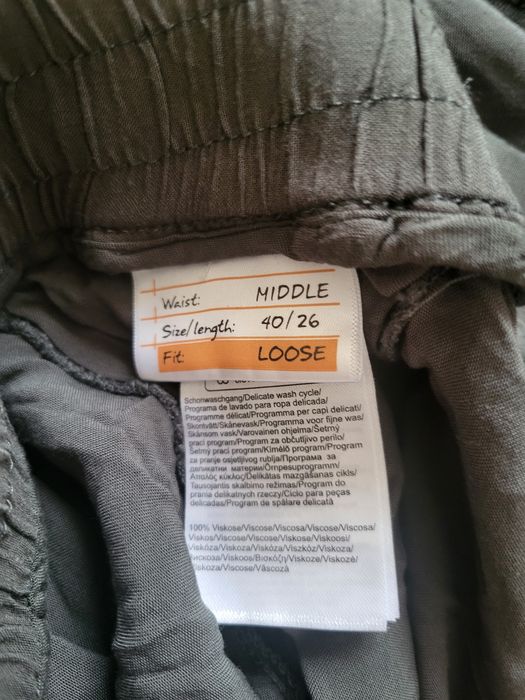 Waist: MIDDLE
Size/length: 40/26
Fit: LOOSE
Schonwaschgang/Delicate wash cycle/
Programa de lavado para ropa delicada/
Programme délicat/Programma per capi delicati/
Skontvätt/Skånevask/Programma voor fijne was/
Skånsom vask/Varovainen ohjelma/Šetrný
prací program/Program za občutljivo perilo/
Šetrný prací program/Kímélő program/Program
za pranje osjetljivog rublja/Програма за
деликатни материи/Örnpesuprogramm/
Απαλός κύκλος/Delikātas mazgāšanas cikls/
Tausojantis skalbimo režimas/Program do
prania delikatnych rzeczy/Ciclo para peças
delicadas/Program de spălare delicată
100% Viskose/Viscose/Viscosa/Viscose/Viscosa/
Viskos/Viscose/Viskose/Viskoosi/
Viskóza/Viskoza/Viskóza/Viszkóz/Viskoza/
Вискоза/Viskoos/Βισκόζη/Viskoze/Viskozė/
Wiskoza/Viscose/Vâscoză